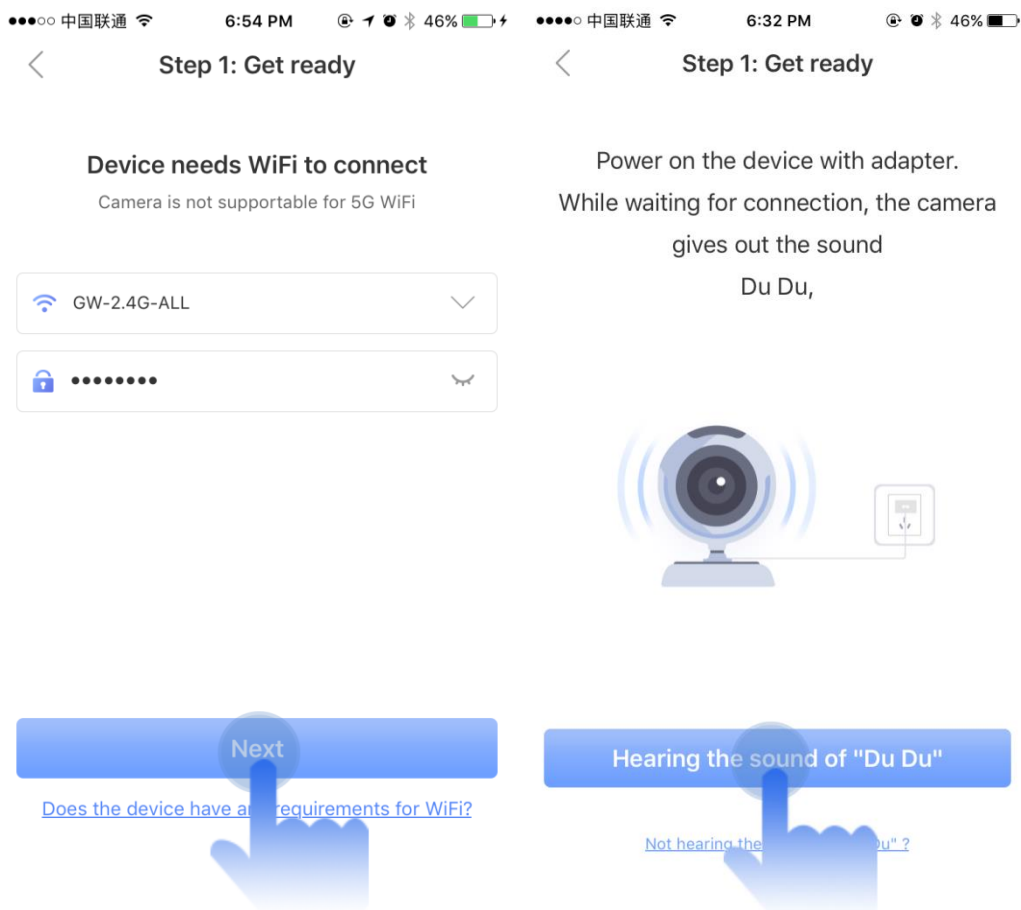 中国联通 6:54 PM 46%
Step 1: Get ready
Device needs WiFi to connect
Camera is not supportable for 5G WiFi
GW-2.4G-ALL
••••••••
Next
Does the device have requirements for WiFi?
中国联通 6:32 PM 46%
Step 1: Get ready
Power on the device with adapter.
While waiting for connection, the camera
gives out the sound
Du Du,
Hearing the sound of "Du Du"
Not hearing the Du" ?